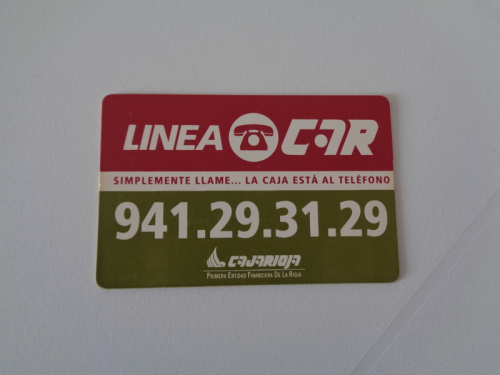 LINEA CAR
SIMPLEMENTE LLAME... LA CAJA ESTÁ AL TELÈFONO
941.29.31.29
CAJARIOJA
PRIMERA ENTIDAD FINANCIERA DE LA RIOJA